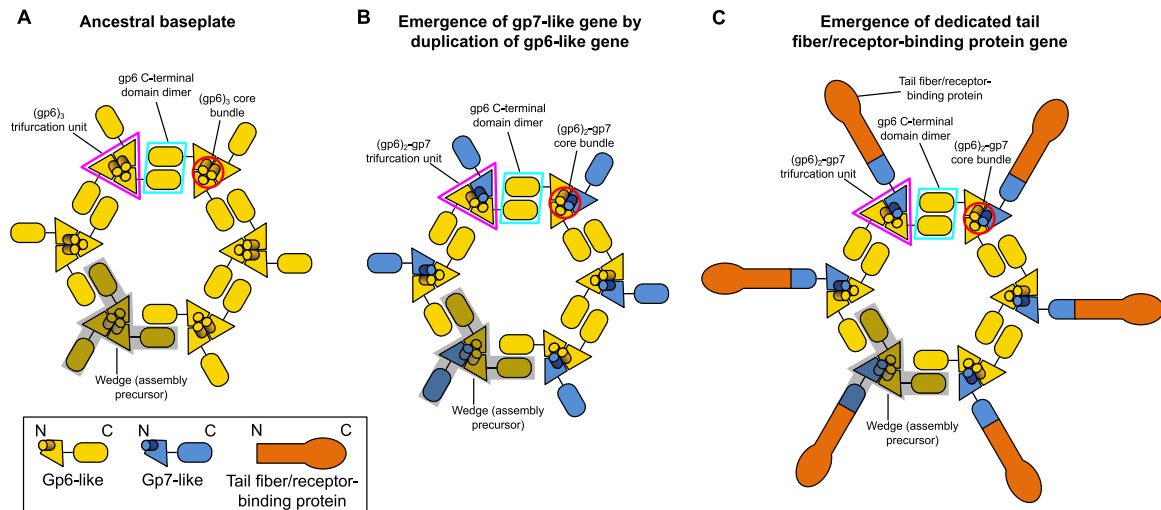 A
Ancestral baseplate
gp6 C-terminal
domain dimer
(gp6)₃ core
bundle
(gp6)₃
trifurcation unit
Wedge (assembly
precursor)
N C
Gp6-like
N C
Gp7-like
N C
Tail fiber/receptor-
binding protein
B
Emergence of gp7-like gene by
duplication of gp6-like gene
gp6 C-terminal
domain dimer
(gp6)₂-gp7
trifurcation unit
(gp6)₂-gp7
core bundle
Wedge (assembly
precursor)
C
Emergence of dedicated tail
fiber/receptor-binding protein gene
Tail fiber/receptor-
binding protein
gp6 C-terminal
domain dimer
(gp6)₂-gp7
core bundle
(gp6)₂-gp7
trifurcation unit
Wedge (assembly
precursor)